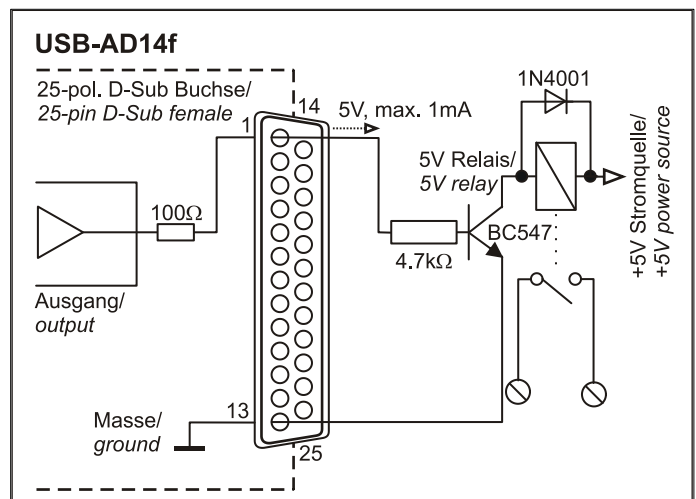 USB-AD14f
25-pol. D-Sub Buchse/
25-pin D-Sub female
14
1
5V, max. 1mA
1N4001
5V Relais/
5V relay
+5V Stromquelle/
+5V power source
100Ω
BC547
4.7kΩ
Ausgang/
output
13
Masse/
ground
25